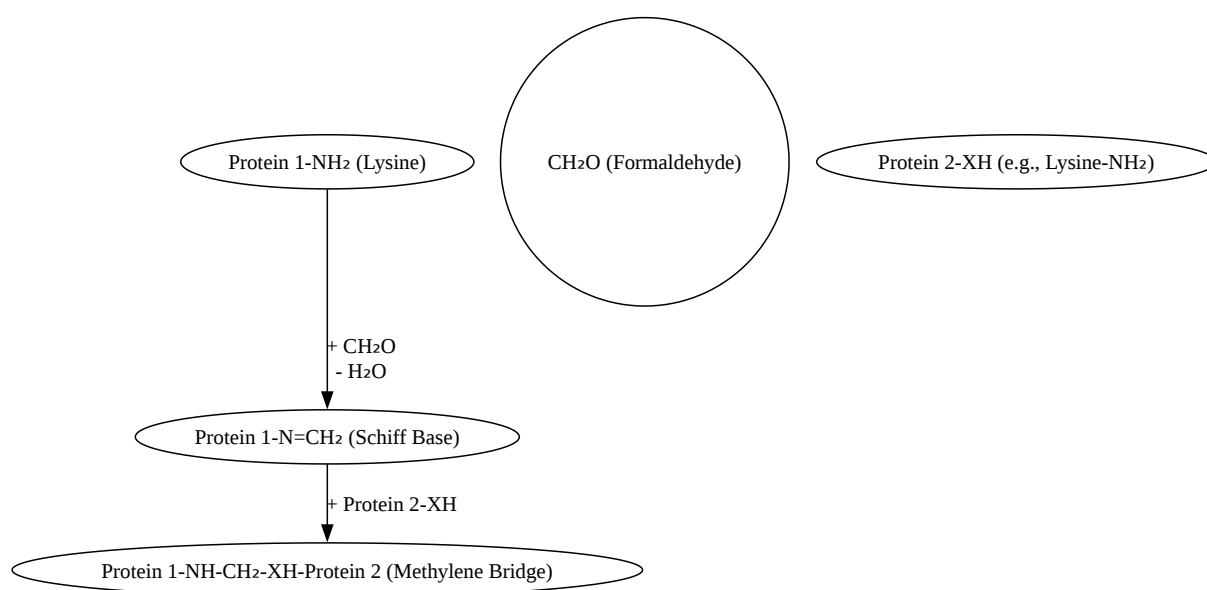 Protein 1-NH₂ (Lysine)
CH₂O (Formaldehyde)
Protein 2-XH (e.g., Lysine-NH₂)
+ CH₂O
- H₂O
Protein 1-N=CH₂ (Schiff Base)
+ Protein 2-XH
Protein 1-NH-CH₂-XH-Protein 2 (Methylene Bridge)